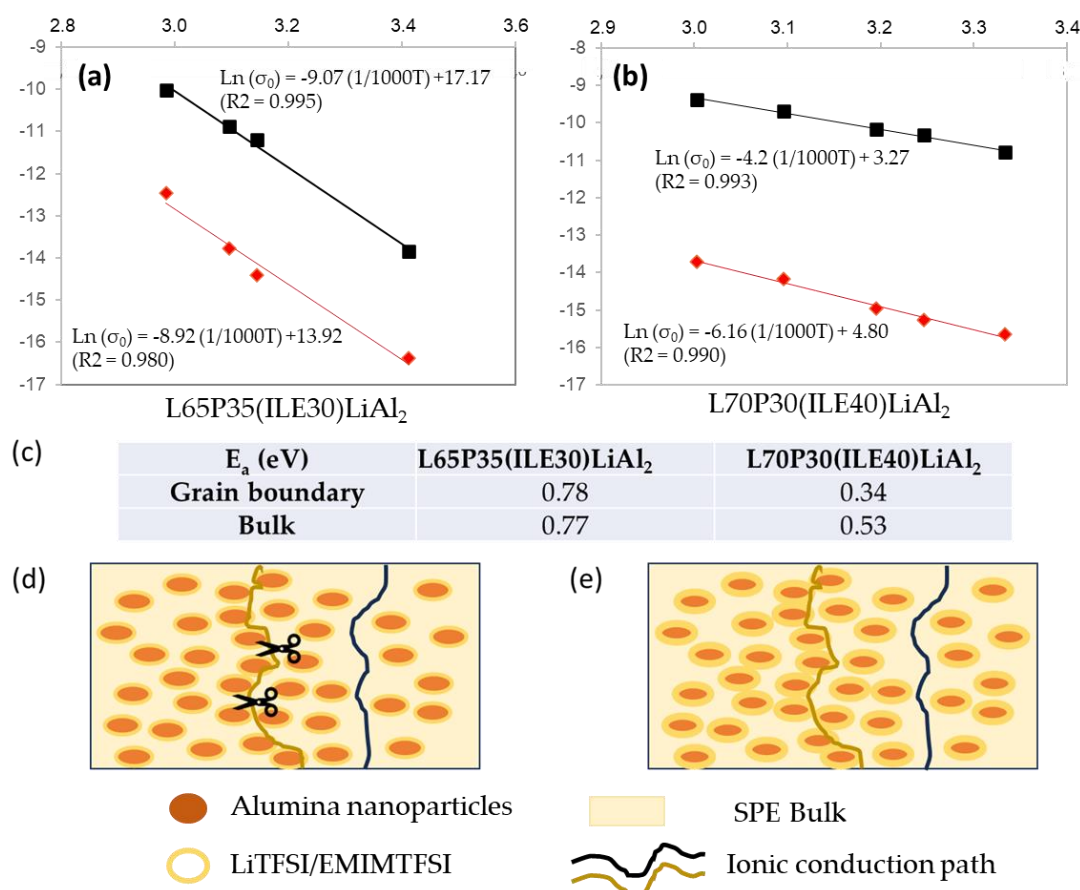 2.8 3.0 3.2 3.4 3.6
-9
-10
-11
-12
-13
-14
-15
-16
-17
(a)
Ln (σ₀) = -9.07 (1/1000T) +17.17
(R2 = 0.995)
Ln (σ₀) = -8.92 (1/1000T) +13.92
(R2 = 0.980)
L65P35(ILE30)LiAl₂
2.9 3.0 3.1 3.2 3.3 3.4
-8
-9
-10
-11
-12
-13
-14
-15
-16
-17
(b)
Ln (σ₀) = -4.2 (1/1000T) + 3.27
(R2 = 0.993)
Ln (σ₀) = -6.16 (1/1000T) + 4.80
(R2 = 0.990)
L70P30(ILE40)LiAl₂
(c)
Eₐ (eV) L65P35(ILE30)LiAl₂ L70P30(ILE40)LiAl₂
Grain boundary 0.78 0.34
Bulk 0.77 0.53
(d) (e)
Alumina nanoparticles SPE Bulk
LiTFSI/EMIMTFSI Ionic conduction path